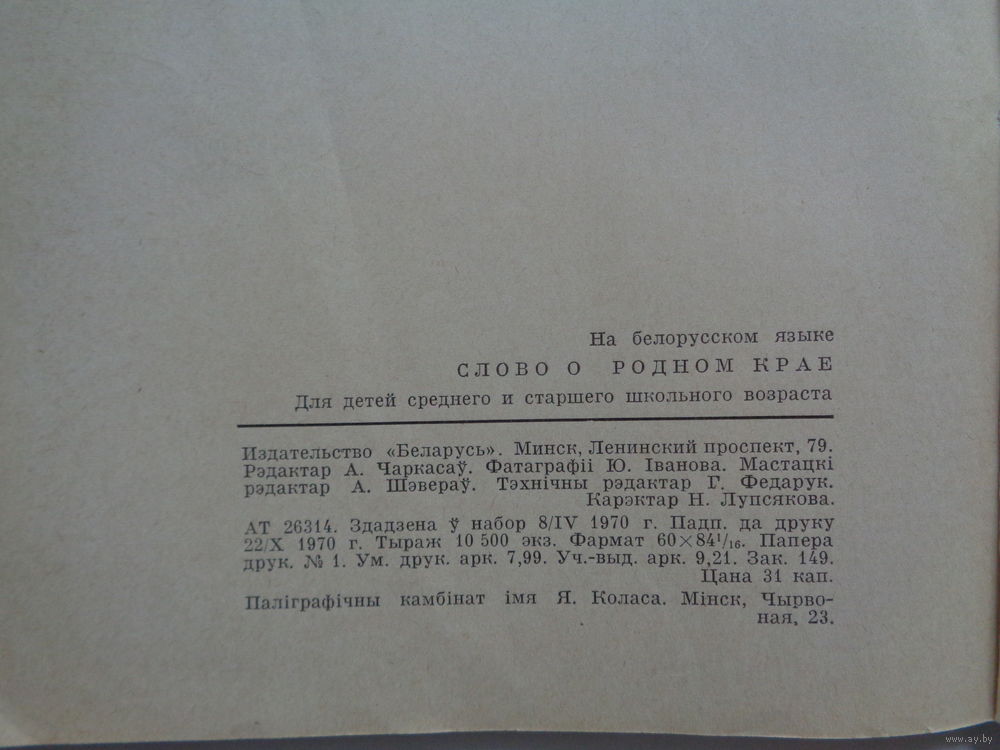 На белорусском языке
СЛОВО О РОДНОМ КРАЕ
Для детей среднего и старшего школьного возраста
Издательство «Беларусь». Минск, Ленинский проспект, 79.
Рэдактар А. Чаркасаў. Фатаграфіі Ю. Іванова. Мастацкі
рэдактар А. Шэвераў. Тэхнічны рэдактар Г. Федарук.
Карэктар Н. Лупсякова.
АТ 26314. Здадзена ў набор 8/IV 1970 г. Падп. да друку
22/X 1970 г. Тыраж 10 500 экз. Фармат 60×84¹/₁₆. Папера
друк. № 1. Ум. друк. арк. 7,99. Уч.-выд. арк. 9,21. Зак. 149.
Цана 31 кап.
Паліграфічны камбінат імя Я. Коласа. Мінск, Чырво-
ная, 23.
www.ay.by